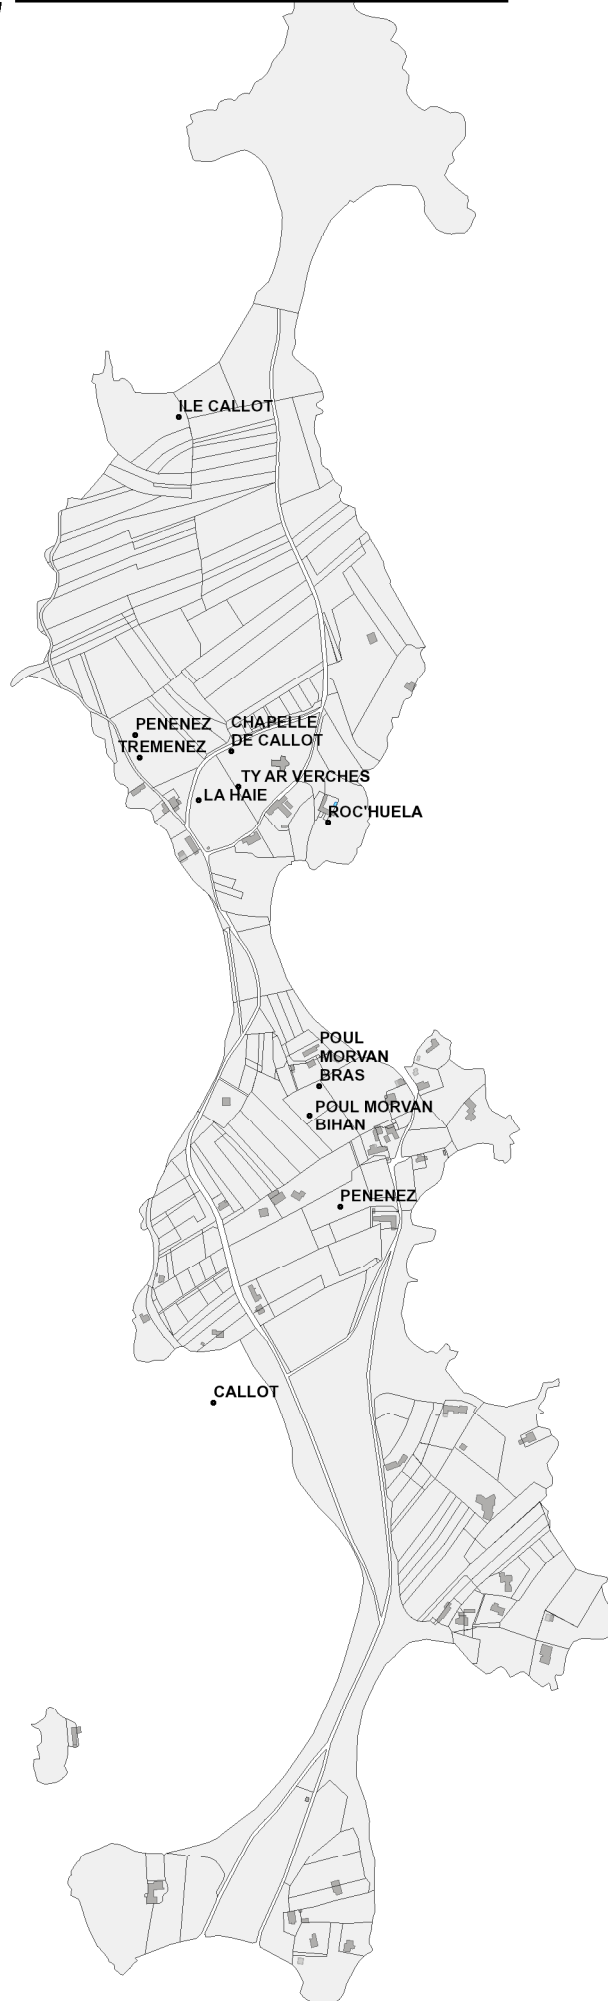 ILE CALLOT
PENENEZ
CHAPELLE
DE CALLOT
TREMENEZ
TY AR VERCHES
LA HAIE
ROC'HUELA
POUL
MORVAN
BRAS
POUL MORVAN
BIHAN
PENENEZ
CALLOT